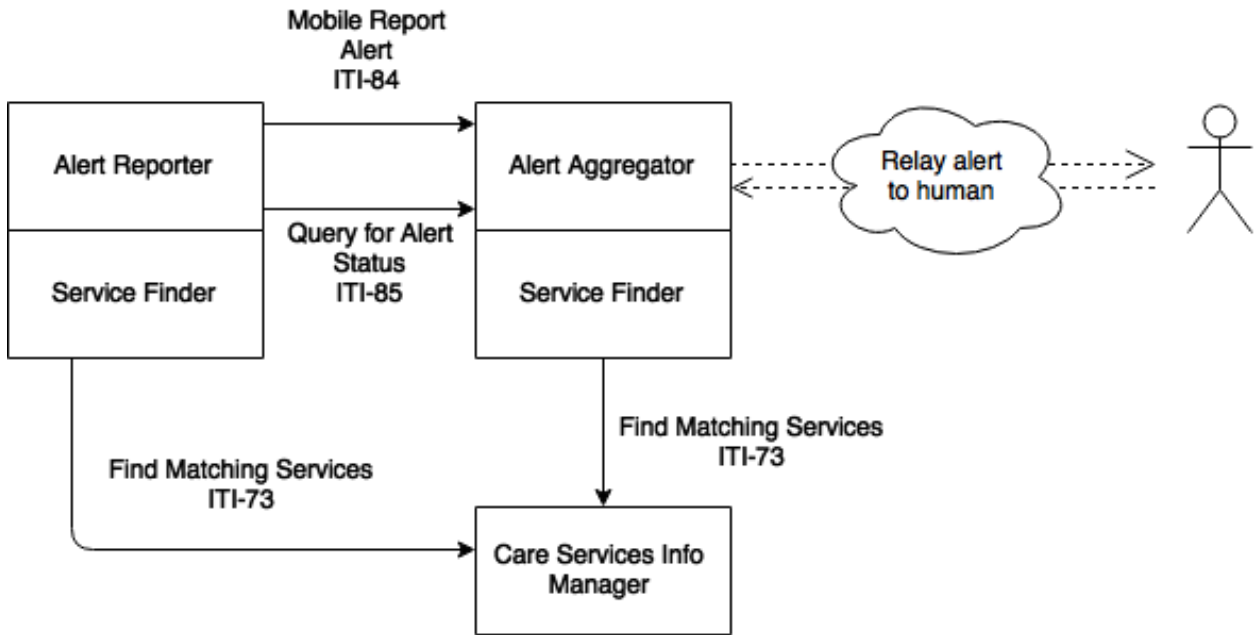 Mobile Report
Alert
ITI-84
Alert Reporter
Alert Aggregator
Relay alert
to human
Query for Alert
Status
ITI-85
Service Finder
Service Finder
Find Matching Services
ITI-73
Find Matching Services
ITI-73
Care Services Info
Manager